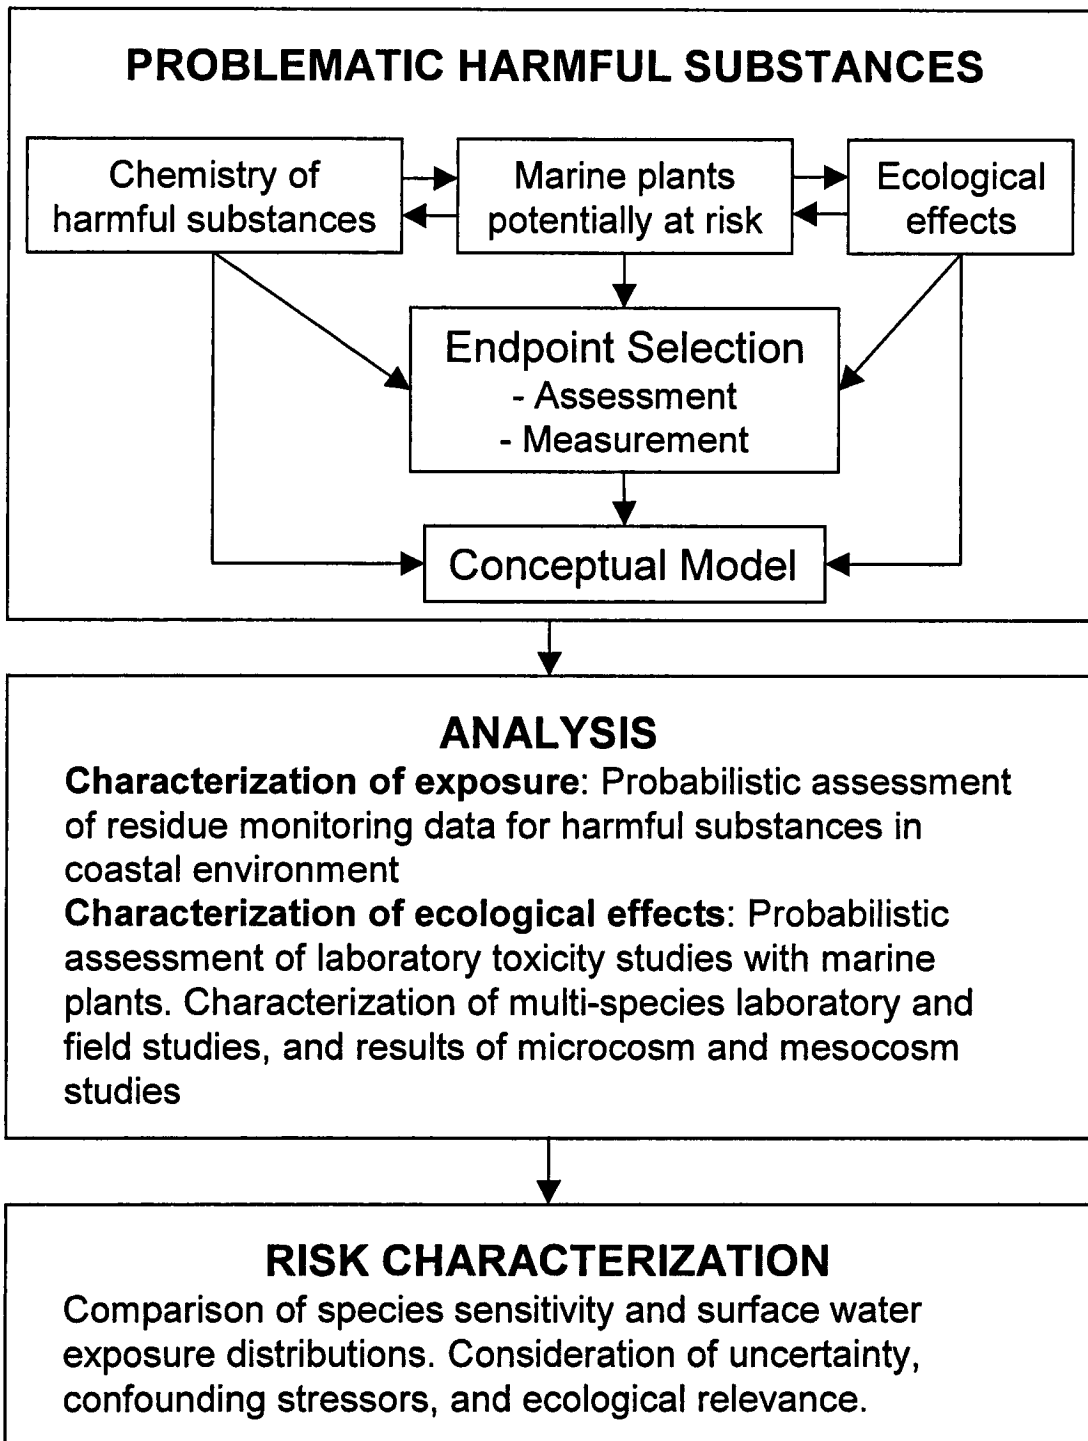 PROBLEMATIC HARMFUL SUBSTANCES
Chemistry of
harmful substances
Marine plants
potentially at risk
Ecological
effects
Endpoint Selection
- Assessment
- Measurement
Conceptual Model
ANALYSIS
Characterization of exposure: Probabilistic assessment
of residue monitoring data for harmful substances in
coastal environment
Characterization of ecological effects: Probabilistic
assessment of laboratory toxicity studies with marine
plants. Characterization of multi-species laboratory and
field studies, and results of microcosm and mesocosm
studies
RISK CHARACTERIZATION
Comparison of species sensitivity and surface water
exposure distributions. Consideration of uncertainty,
confounding stressors, and ecological relevance.